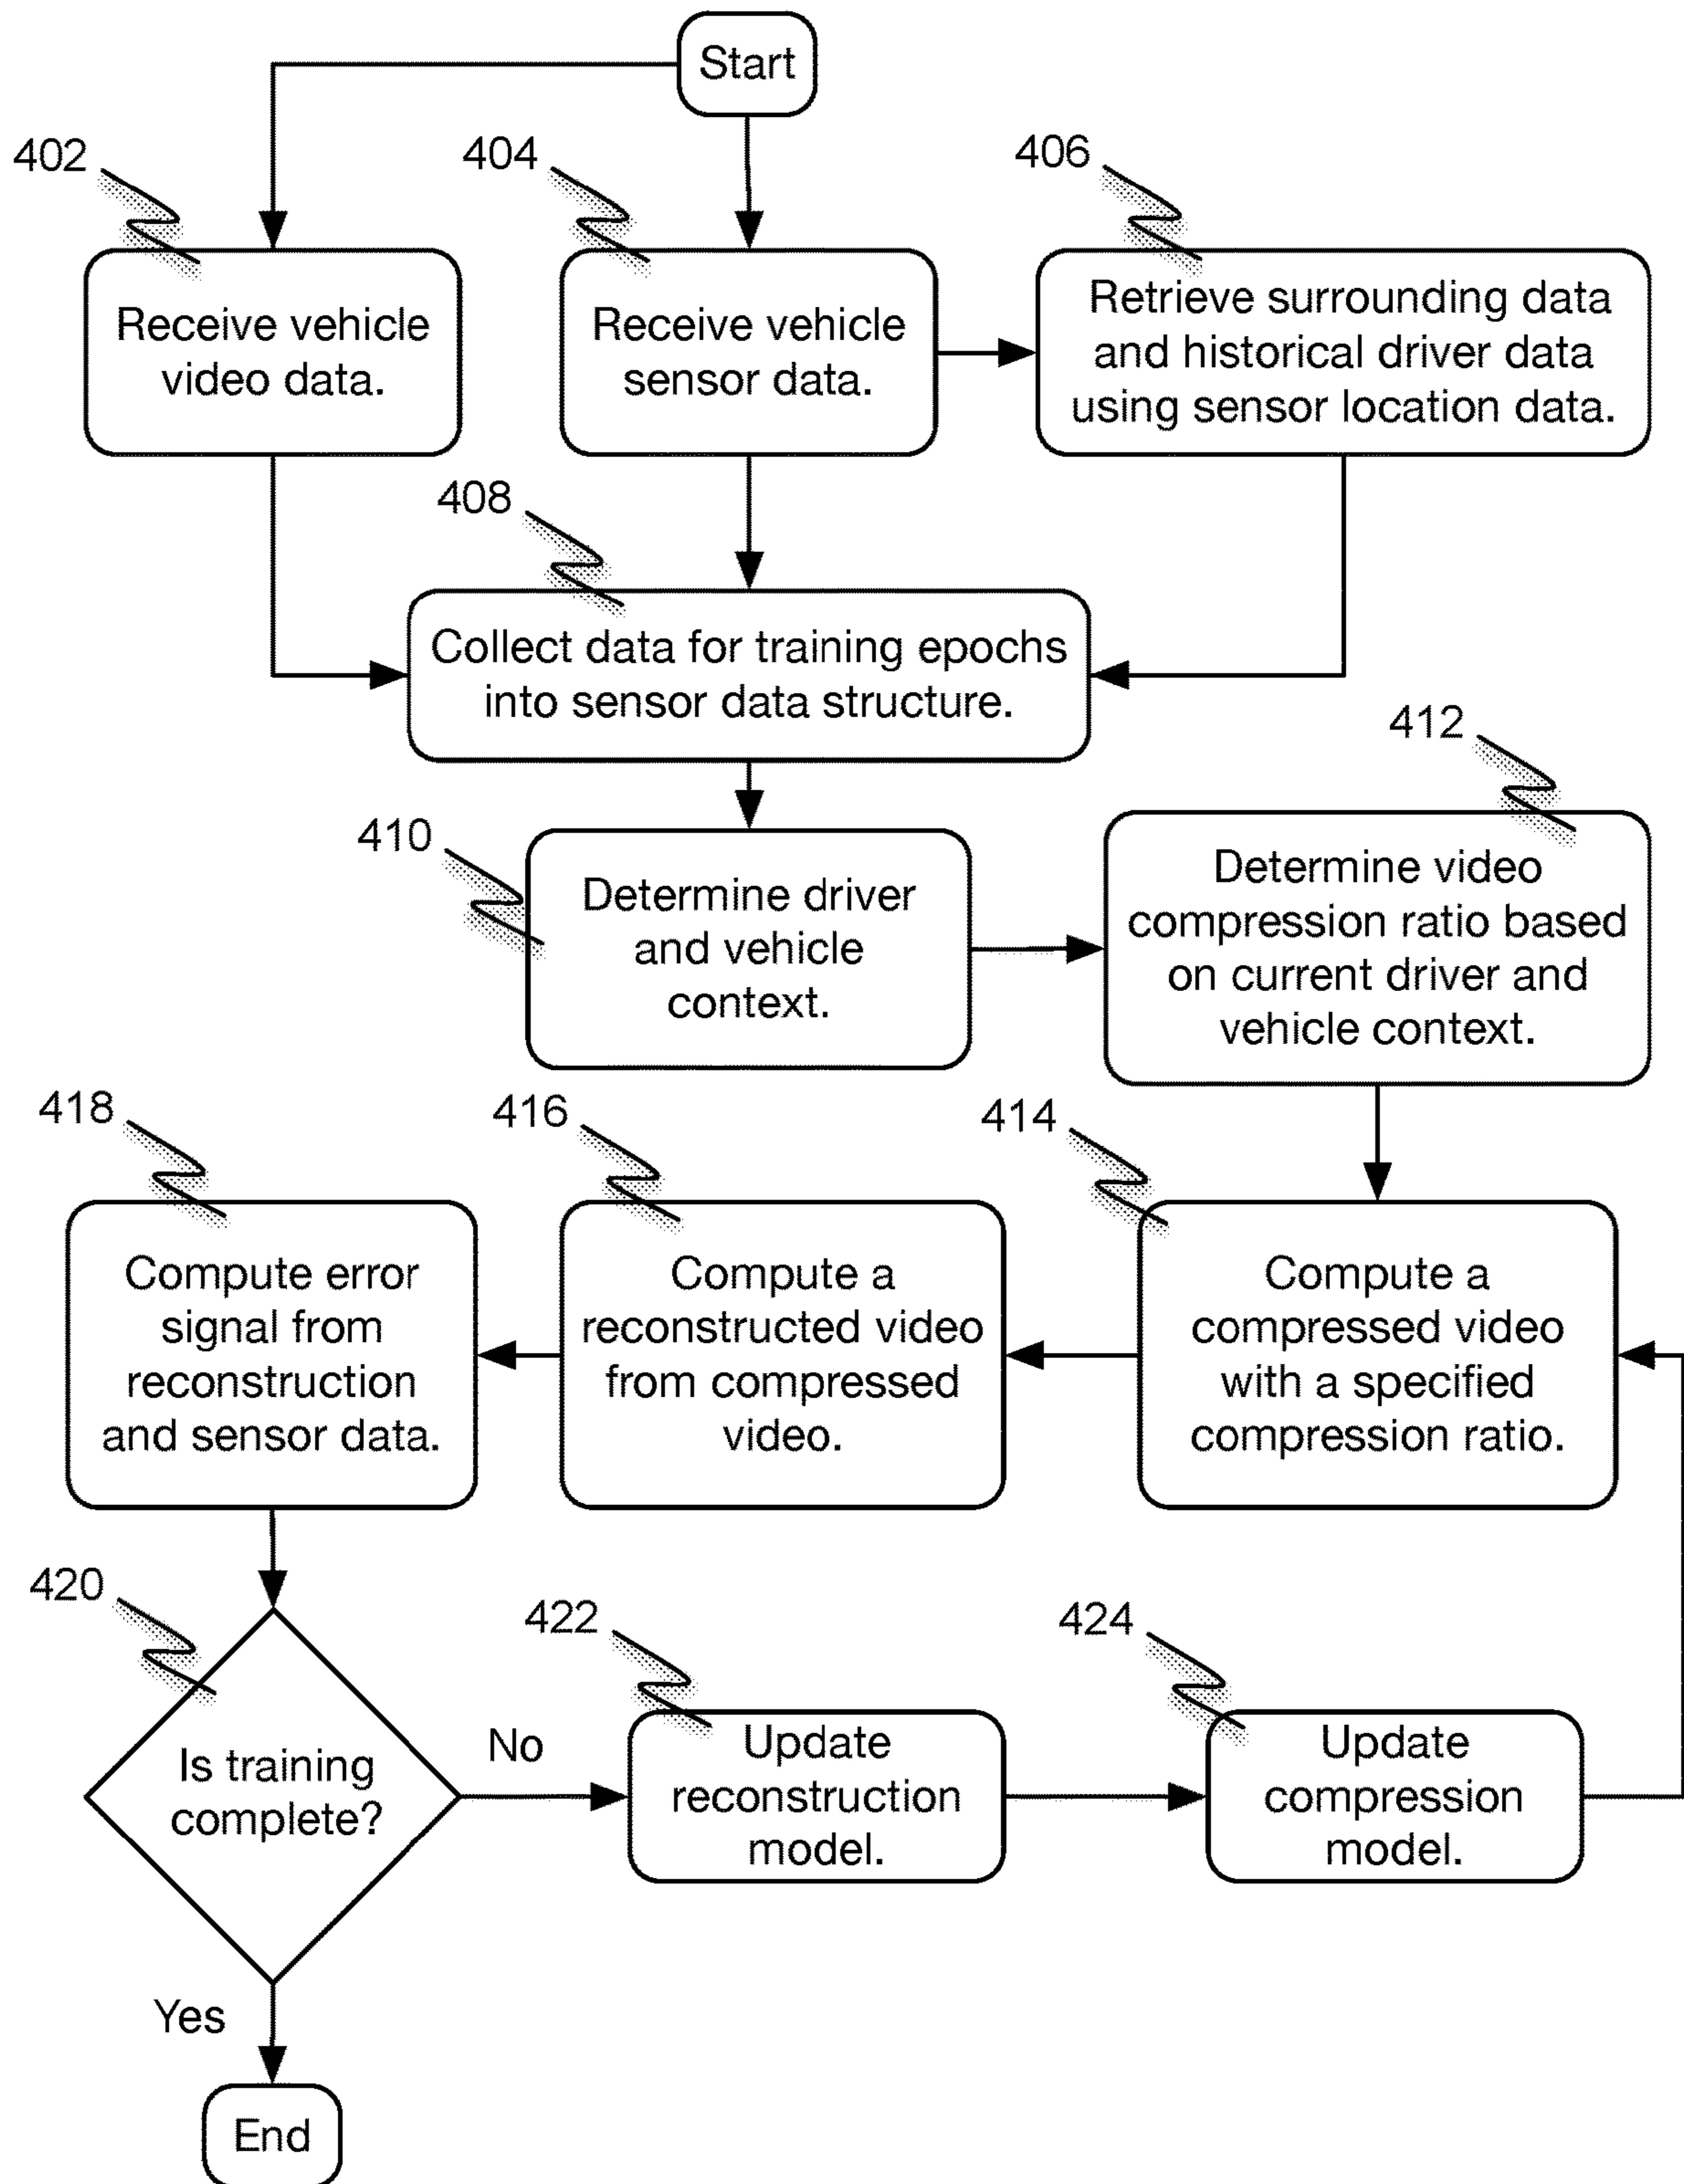 Start
402
404
406
Receive vehicle
video data.
Receive vehicle
sensor data.
Retrieve surrounding data
and historical driver data
using sensor location data.
408
Collect data for training epochs
into sensor data structure.
412
410
Determine driver
and vehicle
context.
Determine video
compression ratio based
on current driver and
vehicle context.
418
416
414
Compute error
signal from
reconstruction
and sensor data.
Compute a
reconstructed video
from compressed
video.
Compute a
compressed video
with a specified
compression ratio.
420
422
424
Is training
complete?
No
Update
reconstruction
model.
Update
compression
model.
Yes
End